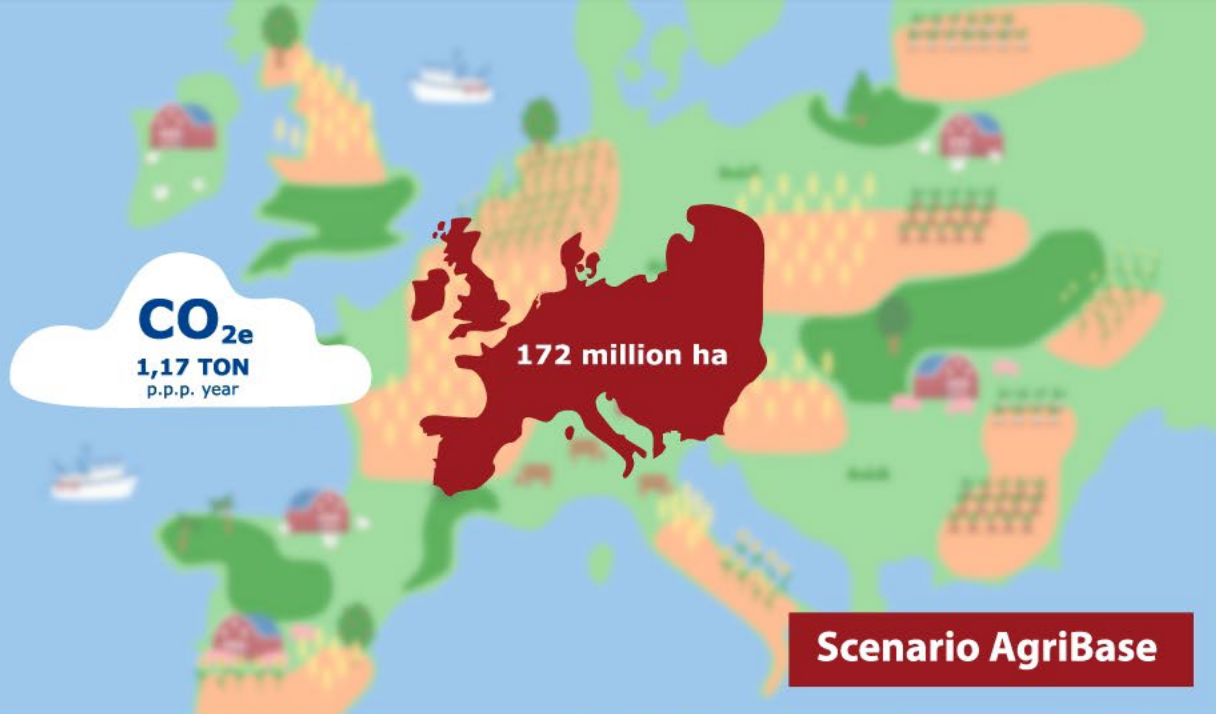 CO2e
1,17 TON
p.p.p. year
172 million ha
Scenario AgriBase